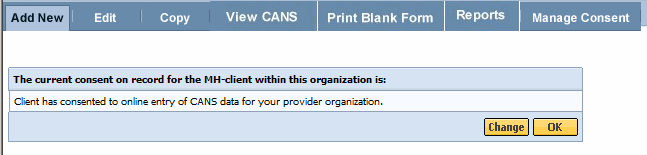 Add New Edit Copy View CANS Print Blank Form Reports Manage Consent
The current consent on record for the MH-client within this organization is:
Client has consented to online entry of CANS data for your provider organization.
Change OK